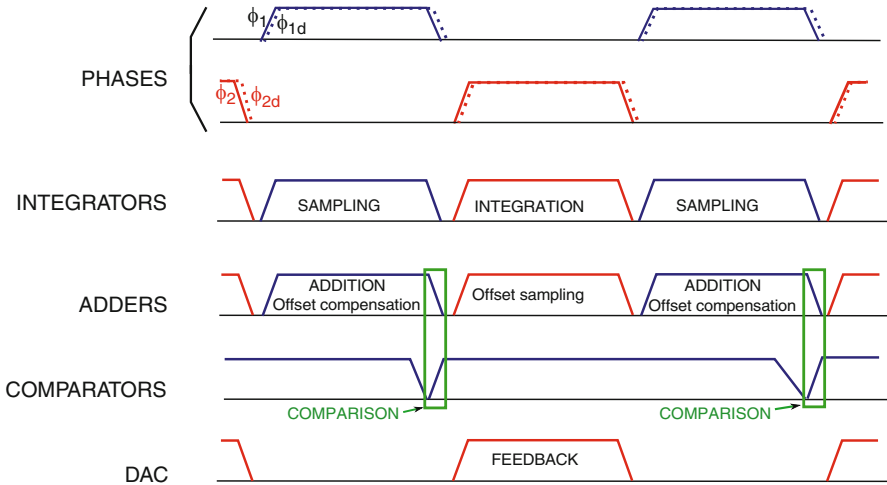 ϕ1
ϕ1d
PHASES
ϕ2
ϕ2d
INTEGRATORS
SAMPLING
INTEGRATION
SAMPLING
ADDERS
ADDITION
Offset compensation
Offset sampling
ADDITION
Offset compensation
COMPARATORS
COMPARISON
COMPARISON
DAC
FEEDBACK